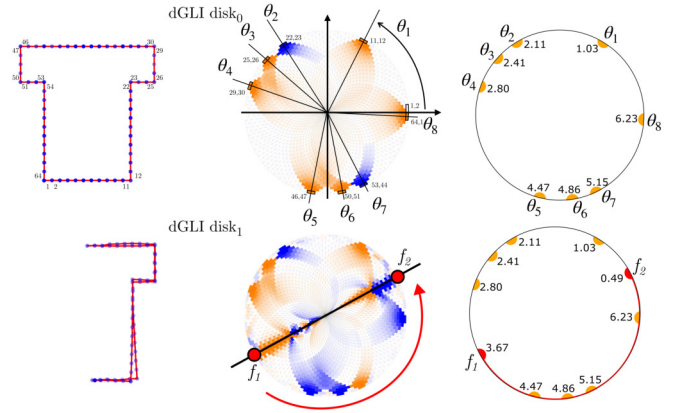 dGLI disk0
46
30
47
29
50
53
22
26
51
54
23
25
64
12
1
2
11
θ2
22,23
θ3
θ1
11,12
25,26
θ4
29,30
1,2
64,1
θ8
53,44
46,47
50,51
θ5
θ6
θ7
θ2
2.11
1.03
θ1
θ3
2.41
θ4
2.80
6.23
θ8
4.47
4.86
5.15
θ5
θ6
θ7
dGLI disk1
f2
f1
2.11
1.03
2.41
f2
0.49
2.80
6.23
3.67
f1
4.47
4.86
5.15